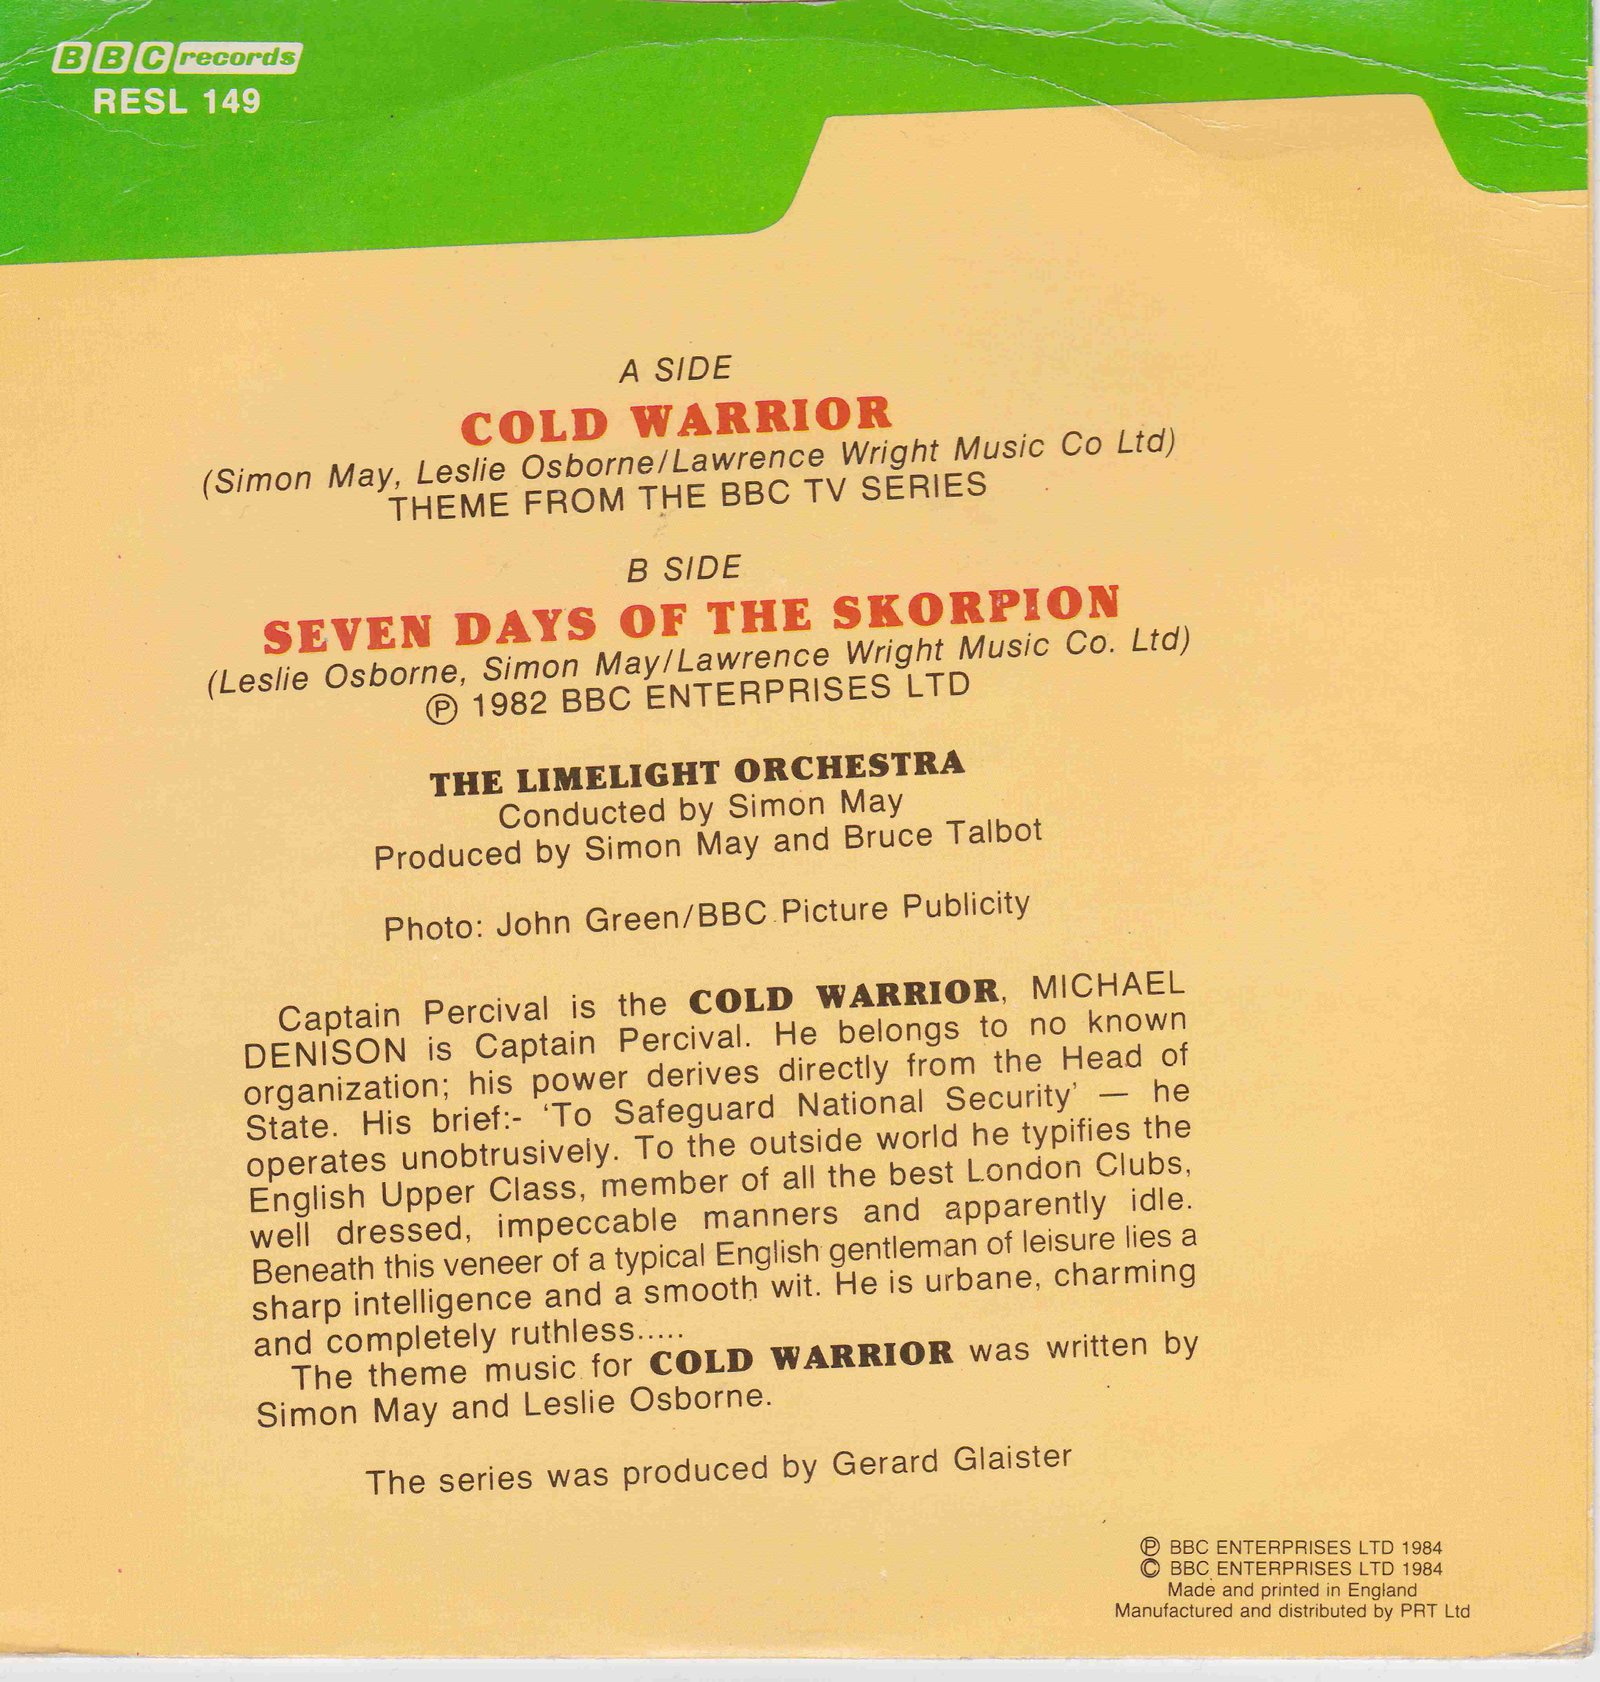 BBC records
RESL 149
A SIDE
COLD WARRIOR
(Simon May, Leslie Osborne/Lawrence Wright Music Co Ltd)
THEME FROM THE BBC TV SERIES
B SIDE
SEVEN DAYS OF THE SKORPION
(Leslie Osborne, Simon May/Lawrence Wright Music Co. Ltd)
Ⓟ 1982 BBC ENTERPRISES LTD
THE LIMELIGHT ORCHESTRA
Conducted by Simon May
Produced by Simon May and Bruce Talbot
Photo: John Green/BBC Picture Publicity
Captain Percival is the COLD WARRIOR, MICHAEL
DENISON is Captain Percival. He belongs to no known
organization; his power derives directly from the Head of
State. His brief:- 'To Safeguard National Security' — he
operates unobtrusively. To the outside world he typifies the
English Upper Class, member of all the best London Clubs,
well dressed, impeccable manners and apparently idle.
Beneath this veneer of a typical English gentleman of leisure lies a
sharp intelligence and a smooth wit. He is urbane, charming
and completely ruthless.....
The theme music for COLD WARRIOR was written by
Simon May and Leslie Osborne.
The series was produced by Gerard Glaister
Ⓟ BBC ENTERPRISES LTD 1984
© BBC ENTERPRISES LTD 1984
Made and printed in England
Manufactured and distributed by PRT Ltd